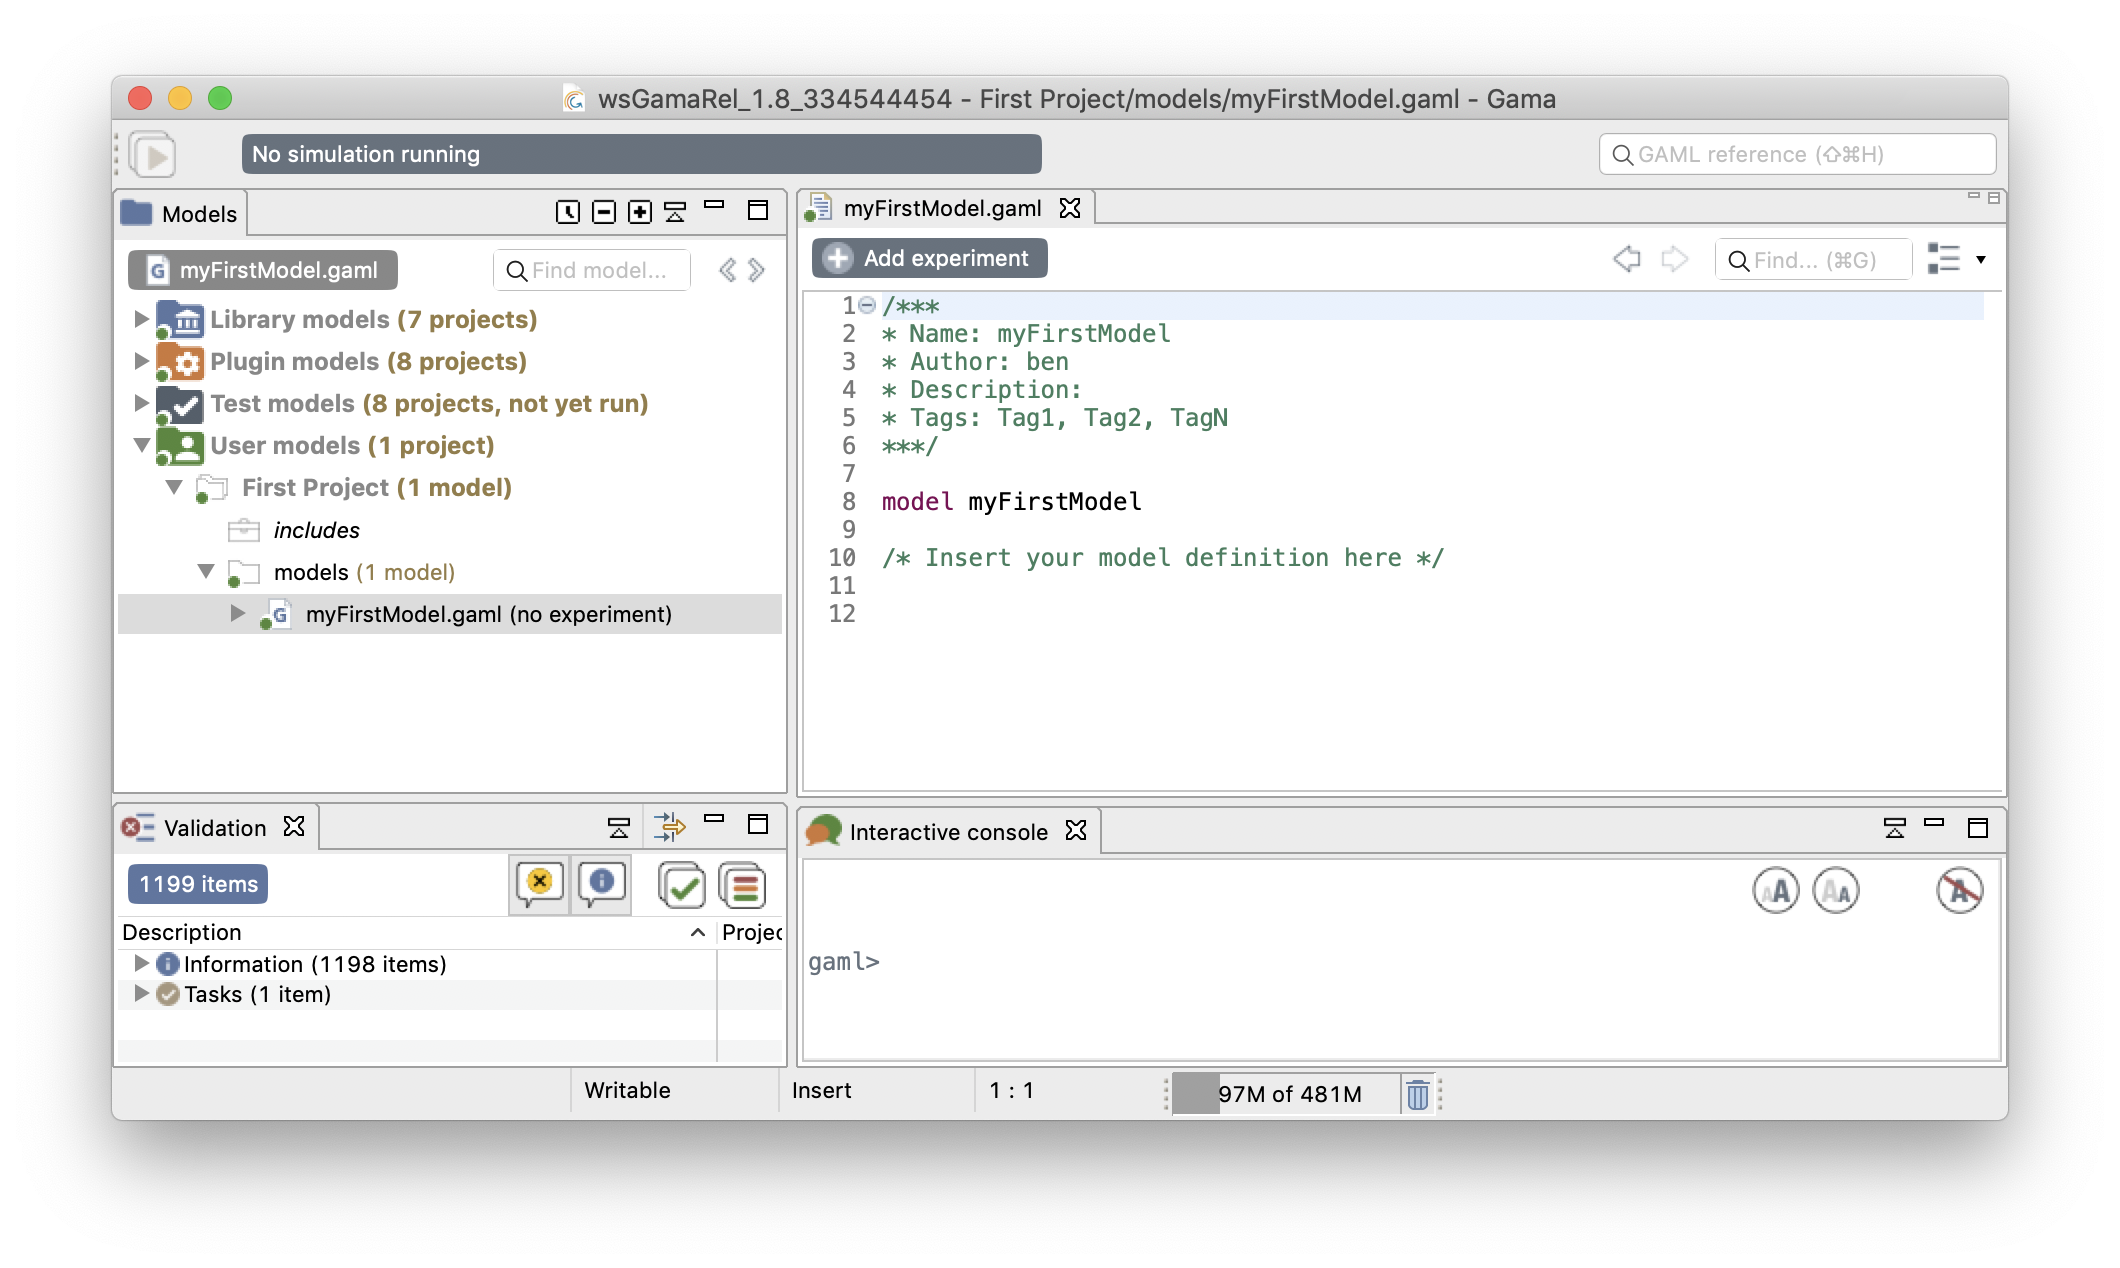 wsGamaRel_1.8_334544454 - First Project/models/myFirstModel.gaml - Gama
No simulation running
GAML reference (⇧⌘H)
Models
myFirstModel.gaml
Find model...
Library models (7 projects)
Plugin models (8 projects)
Test models (8 projects, not yet run)
User models (1 project)
First Project (1 model)
includes
models (1 model)
myFirstModel.gaml (no experiment)
myFirstModel.gaml
Add experiment
Find... (⌘G)
1 /***
2 * Name: myFirstModel
3 * Author: ben
4 * Description:
5 * Tags: Tag1, Tag2, TagN
6 ***/
7
8 model myFirstModel
9
10 /* Insert your model definition here */
11
12
Validation
1199 items
Description Projec
Information (1198 items)
Tasks (1 item)
Interactive console
gaml>
Writable Insert 1 : 1 97M of 481M